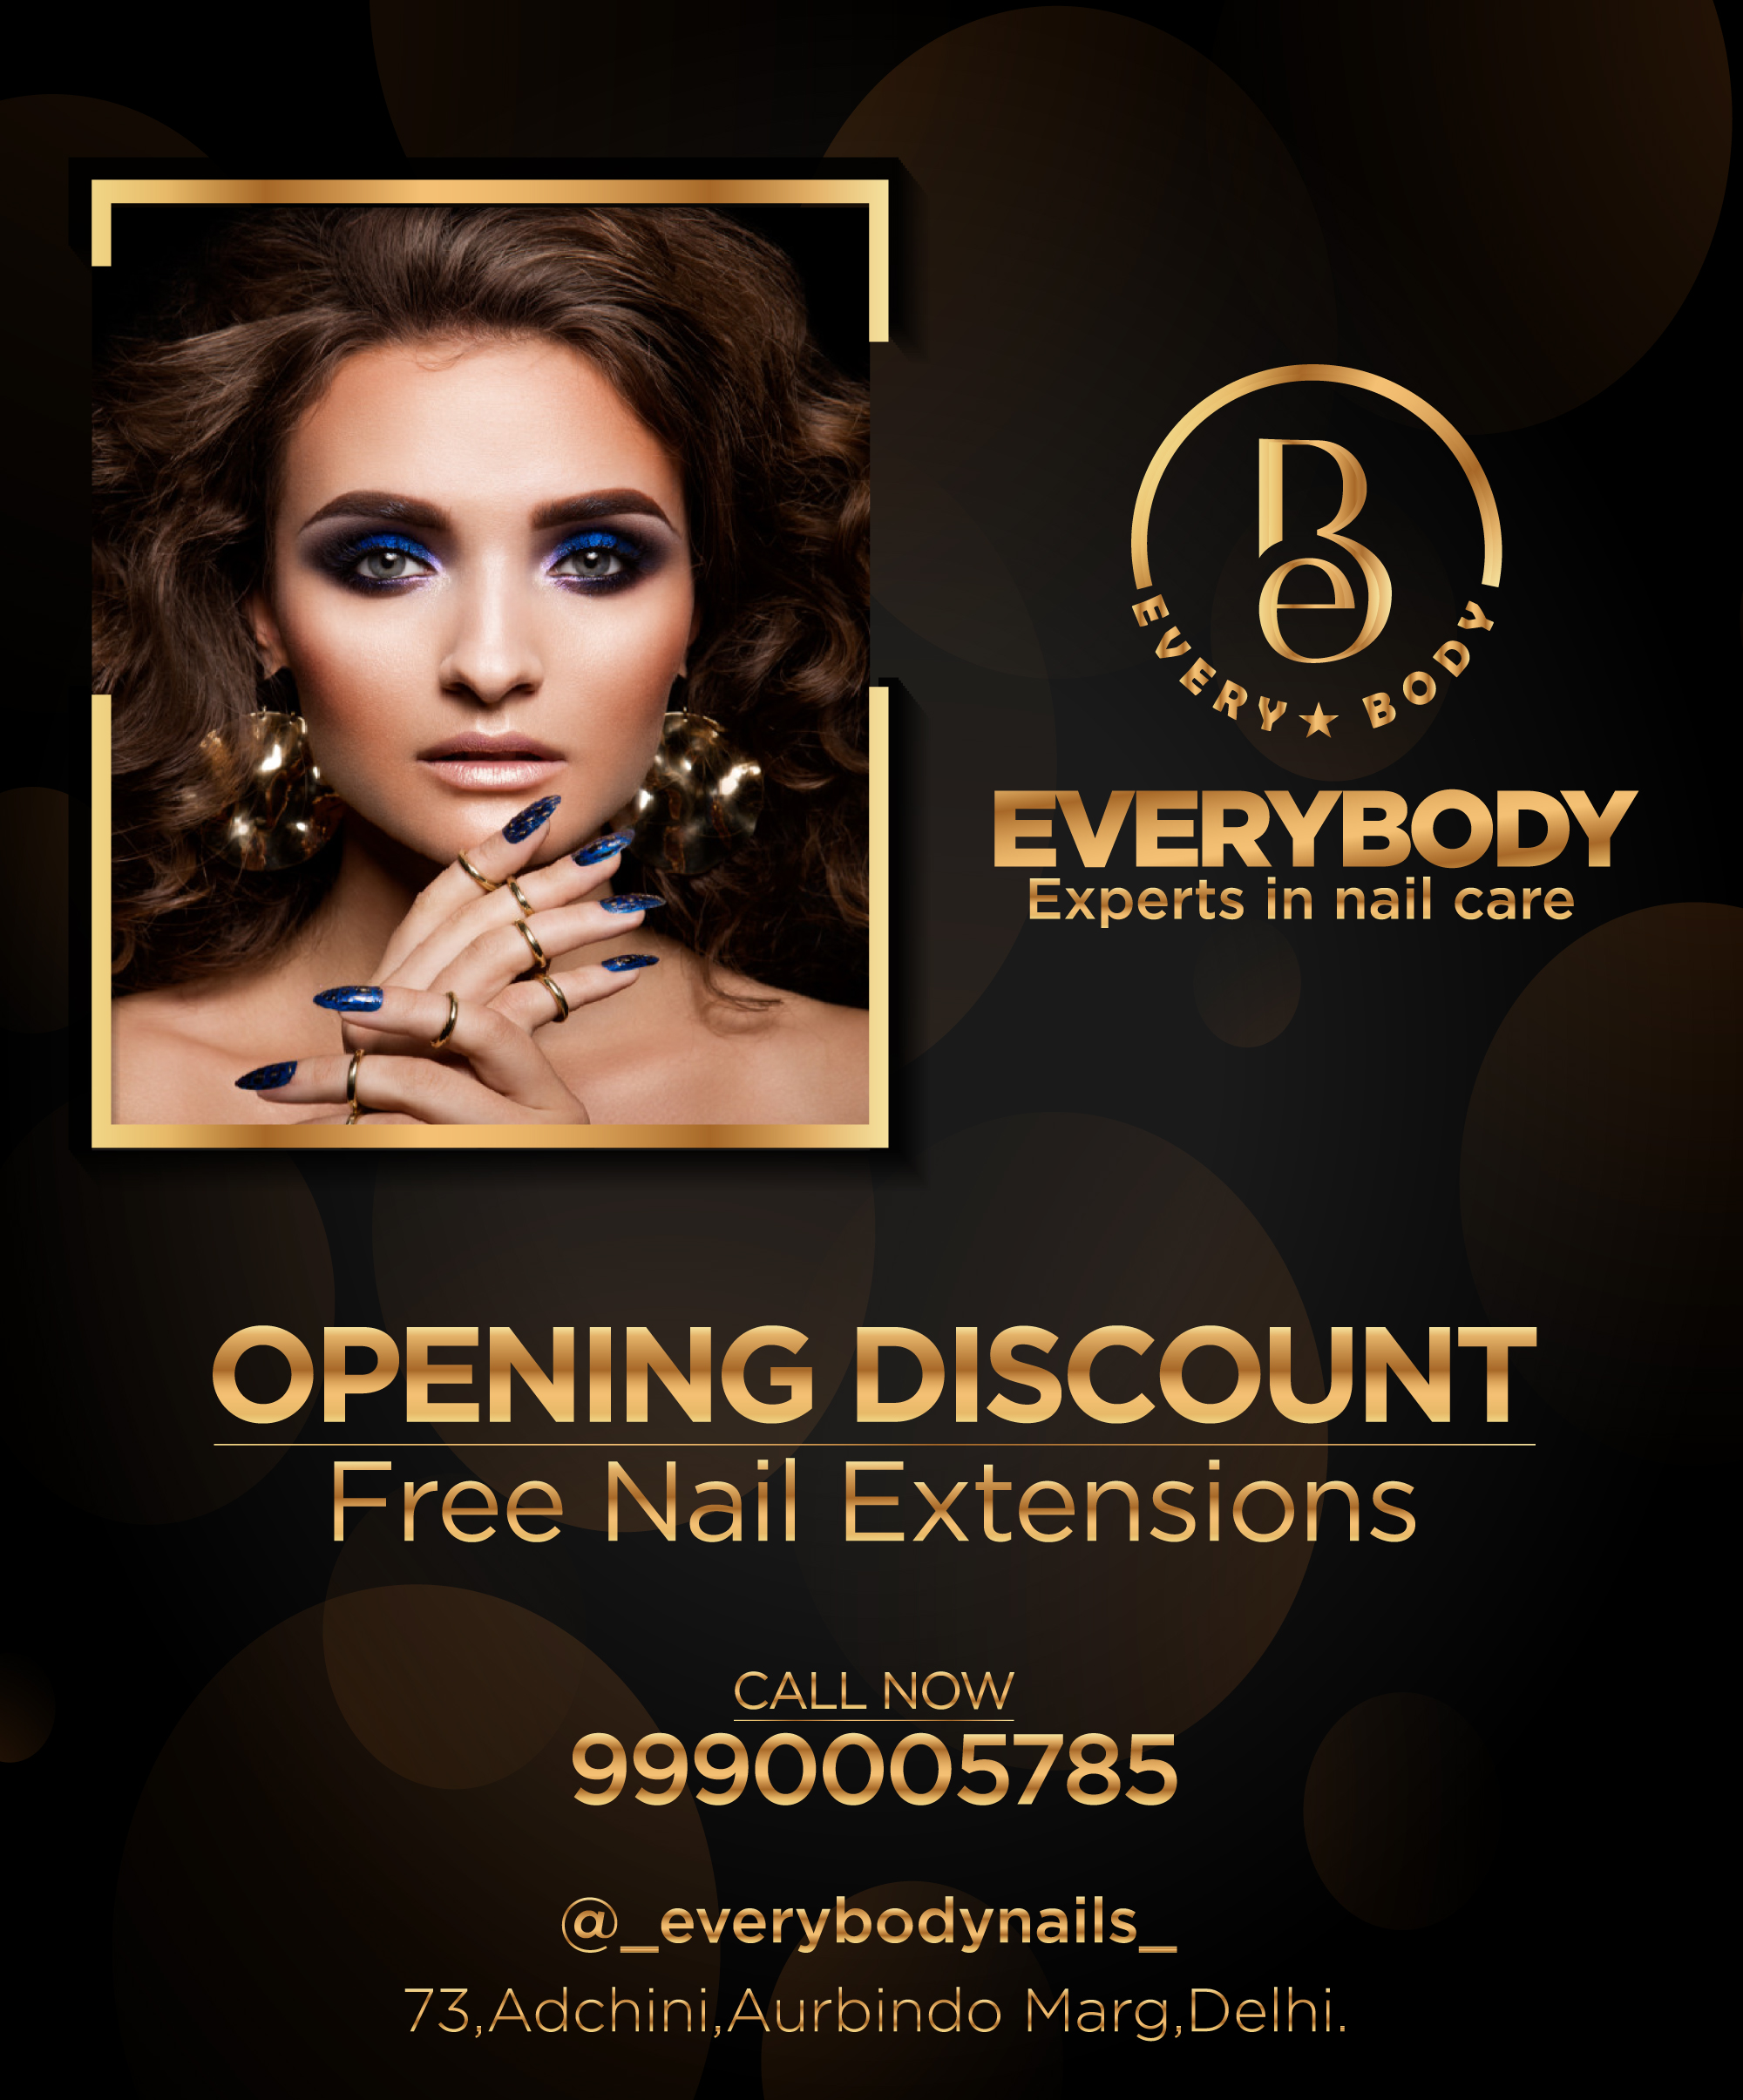 Be
EVERY ★ BODY
EVERYBODY
Experts in nail care
OPENING DISCOUNT
Free Nail Extensions
CALL NOW
9990005785
@_everybodynails_
73,Adchini,Aurbindo Marg,Delhi.